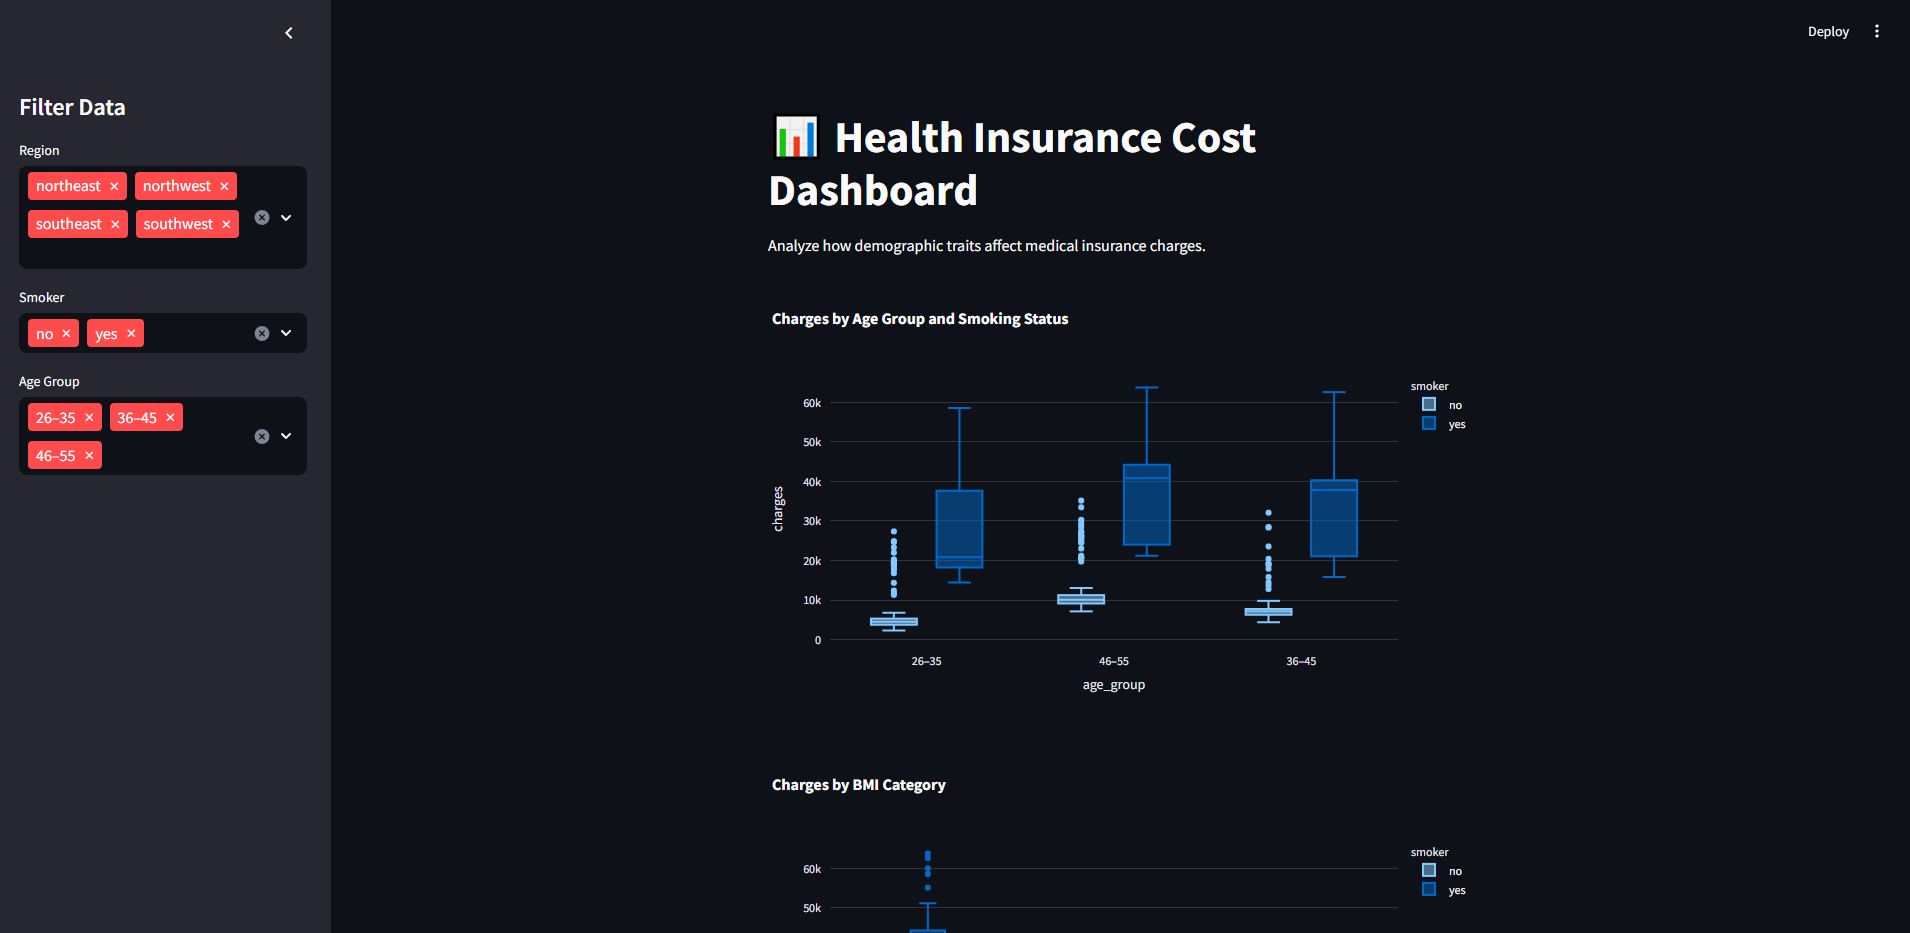 Deploy
Filter Data
Region
northeast
northwest
southeast
southwest
Smoker
no
yes
Age Group
26–35
36–45
46–55
Health Insurance Cost
Dashboard
Analyze how demographic traits affect medical insurance charges.
Charges by Age Group and Smoking Status
smoker
no
yes
60k
50k
40k
30k
20k
10k
0
charges
26–35
46–55
36–45
age_group
Charges by BMI Category
smoker
no
yes
60k
50k